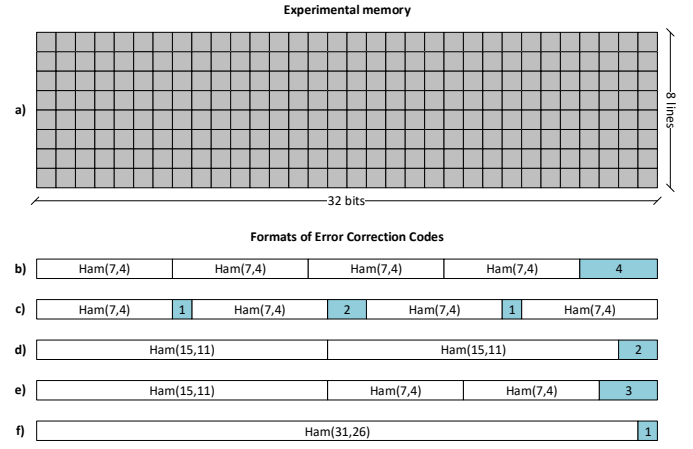 Experimental memory
a)
8 lines
32 bits
Formats of Error Correction Codes
b) Ham(7,4) Ham(7,4) Ham(7,4) Ham(7,4) 4
c) Ham(7,4) 1 Ham(7,4) 2 Ham(7,4) 1 Ham(7,4)
d) Ham(15,11) Ham(15,11) 2
e) Ham(15,11) Ham(7,4) Ham(7,4) 3
f) Ham(31,26) 1